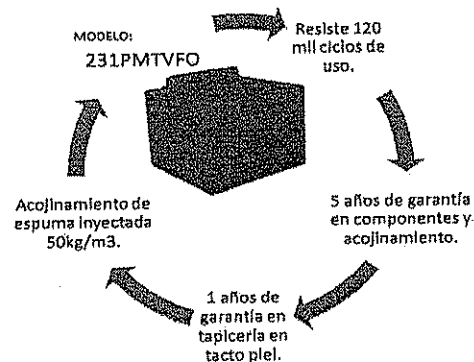 MODELO:
231PMTVFO
Resiste 120
mil ciclos de
uso.
5 años de garantía
en componentes y
acojinamiento.
1 años de
garantía en
tapicería en
tacto piel.
Acojinamiento de
espuma inyectada
50kg/m3.